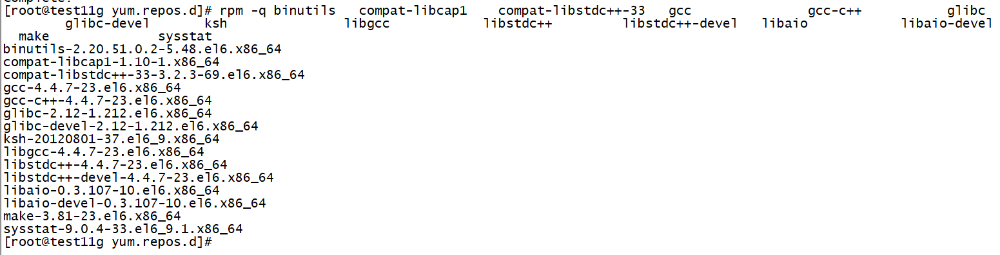 complete!
[root@test11g yum.repos.d]# rpm -q binutils   compat-libcap1    compat-libstdc++-33   gcc               gcc-c++           glibc
        glibc-devel       ksh               libgcc            libstdc++         libstdc++-devel   libaio            libaio-devel
  make              sysstat
binutils-2.20.51.0.2-5.48.el6.x86_64
compat-libcap1-1.10-1.x86_64
compat-libstdc++-33-3.2.3-69.el6.x86_64
gcc-4.4.7-23.el6.x86_64
gcc-c++-4.4.7-23.el6.x86_64
glibc-2.12-1.212.el6.x86_64
glibc-devel-2.12-1.212.el6.x86_64
ksh-20120801-37.el6_9.x86_64
libgcc-4.4.7-23.el6.x86_64
libstdc++-4.4.7-23.el6.x86_64
libstdc++-devel-4.4.7-23.el6.x86_64
libaio-0.3.107-10.el6.x86_64
libaio-devel-0.3.107-10.el6.x86_64
make-3.81-23.el6.x86_64
sysstat-9.0.4-33.el6_9.1.x86_64
[root@test11g yum.repos.d]#